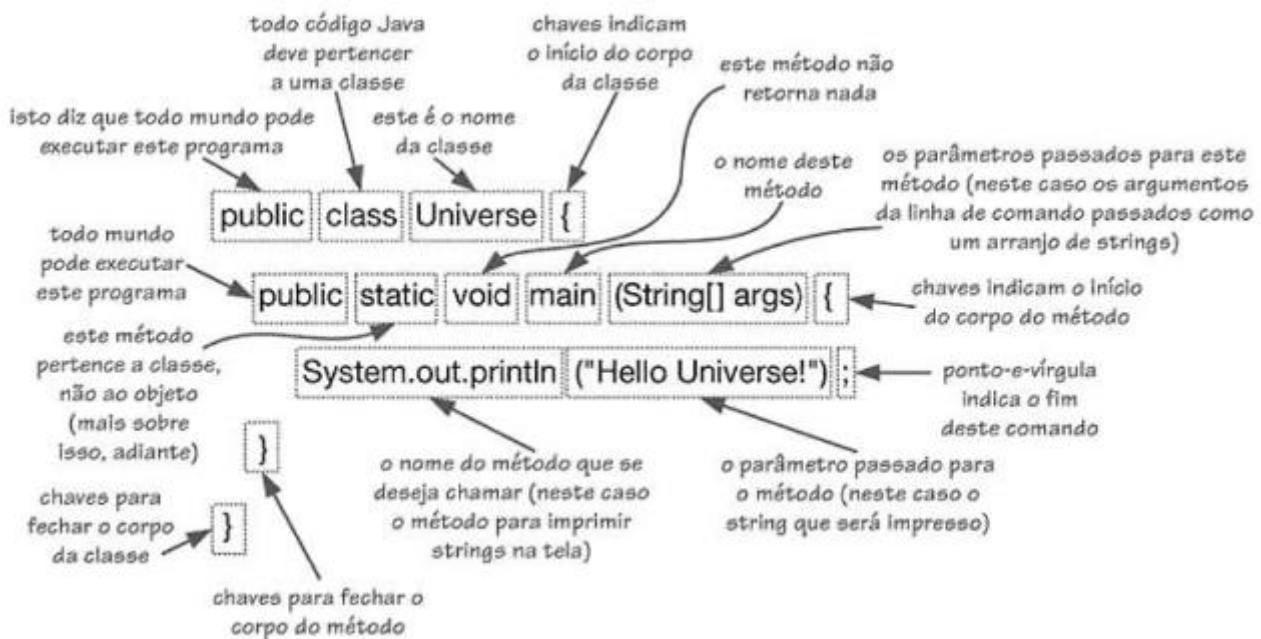 todo código Java
deve pertencer
a uma classe
chaves indicam
o início do corpo
da classe
este método não
retorna nada
isto diz que todo mundo pode
executar este programa
este é o nome
da classe
o nome deste
método
os parâmetros passados para este
método (neste caso os argumentos
da linha de comando passados como
um arranjo de strings)
public class Universe {
todo mundo
pode executar
este programa
public static void main (String[] args) {
chaves indicam o início
do corpo do método
este método
pertence a classe,
não ao objeto
(mais sobre
isso, adiante)
System.out.println ("Hello Universe!") ;
ponto-e-vírgula
indica o fim
deste comando
}
o nome do método que se
deseja chamar (neste caso
o método para imprimir
strings na tela)
o parâmetro passado para
o método (neste caso o
string que será impresso)
chaves para
fechar o corpo
da classe
}
chaves para fechar o
corpo do método